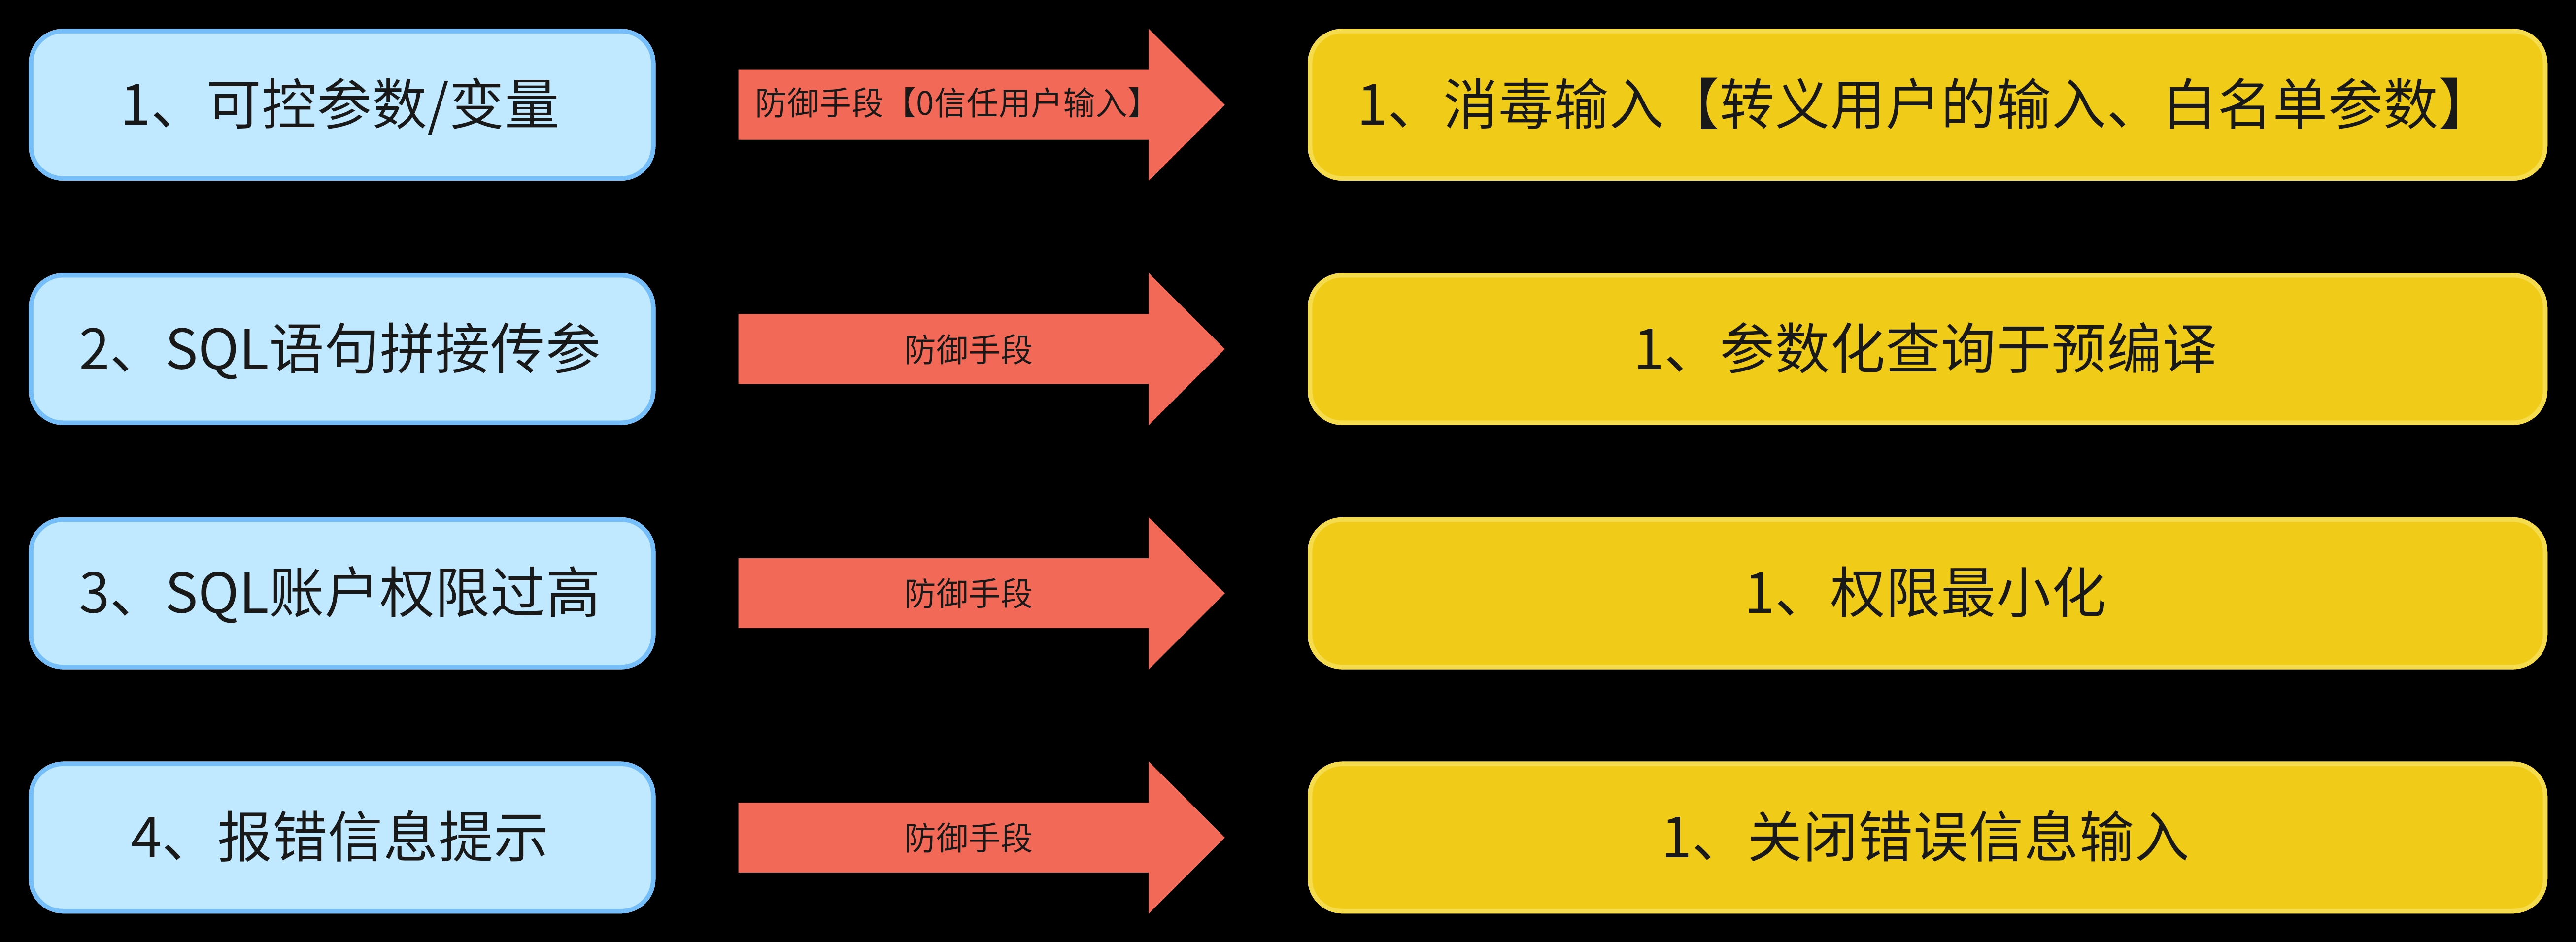 1、可控参数/变量
防御手段【0信任用户输入】
1、消毒输入【转义用户的输入、白名单参数】
2、SQL语句拼接传参
防御手段
1、参数化查询于预编译
3、SQL账户权限过高
防御手段
1、权限最小化
4、报错信息提示
防御手段
1、关闭错误信息输入